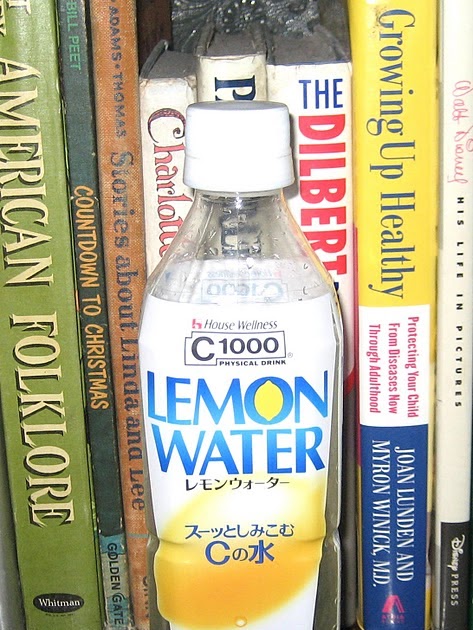 AMERICAN FOLKLORE
Whitman
BILL PEET
COUNTDOWN TO CHRISTMAS
GOLDEN GATE
ADAMS · THOMAS
Stories about Linda and Lee
Charlotte
THE DILBERT
Growing Up Healthy
Protecting Your Child
From Diseases Now
Through Adulthood
JOAN LUNDEN AND
MYRON WINICK, M.D.
Walt Disney
HIS LIFE IN PICTURES
Disney PRESS
House Wellness
C1000
PHYSICAL DRINK
LEMON
WATER
レモンウォーター
スーッとしみこむ
Cの水